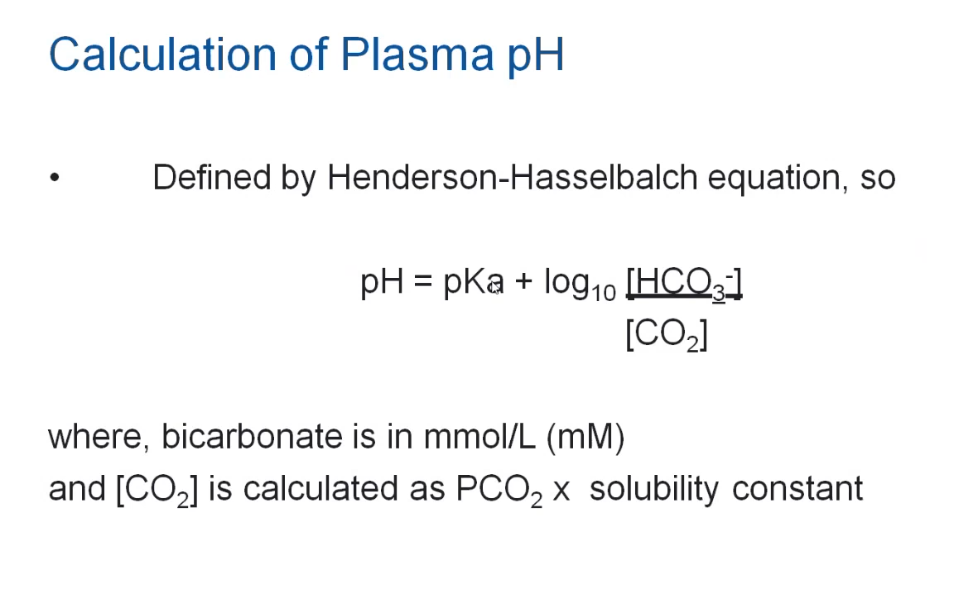 Calculation of Plasma pH
• Defined by Henderson-Hasselbalch equation, so
pH = pKa + log₁₀ [HCO₃⁻]
[CO₂]
where, bicarbonate is in mmol/L (mM)
and [CO₂] is calculated as PCO₂ x solubility constant